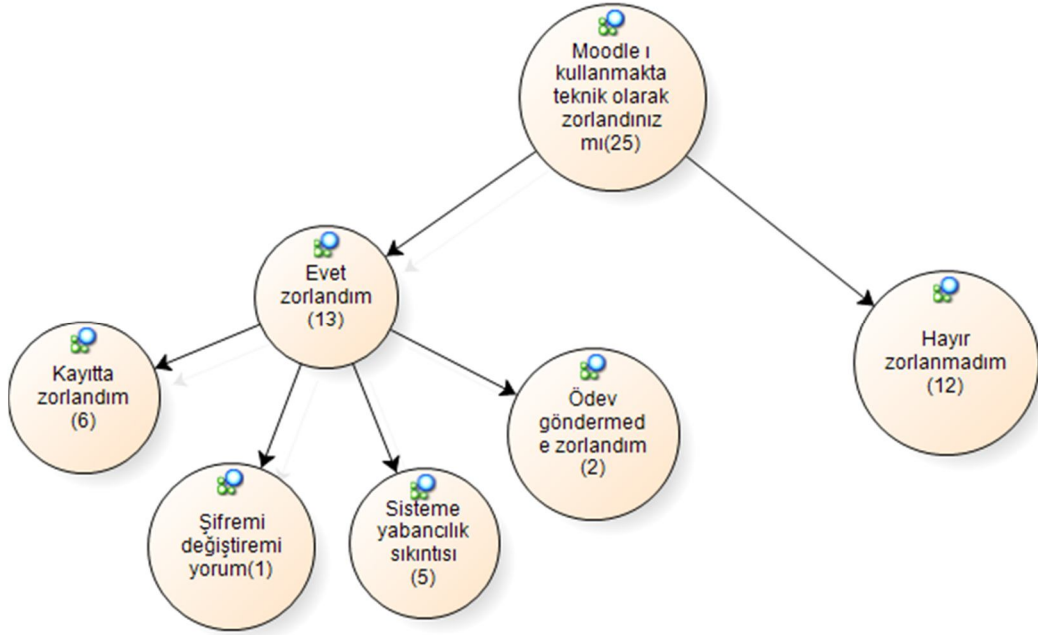 Moodle ı
kullanmakta
teknik olarak
zorlandınız
mı(25)
Evet
zorlandım
(13)
Hayır
zorlanmadım
(12)
Kayıtta
zorlandım
(6)
Şifremi
değiştiremi
yorum(1)
Sisteme
yabancılık
sıkıntısı
(5)
Ödev
göndermed
e zorlandım
(2)